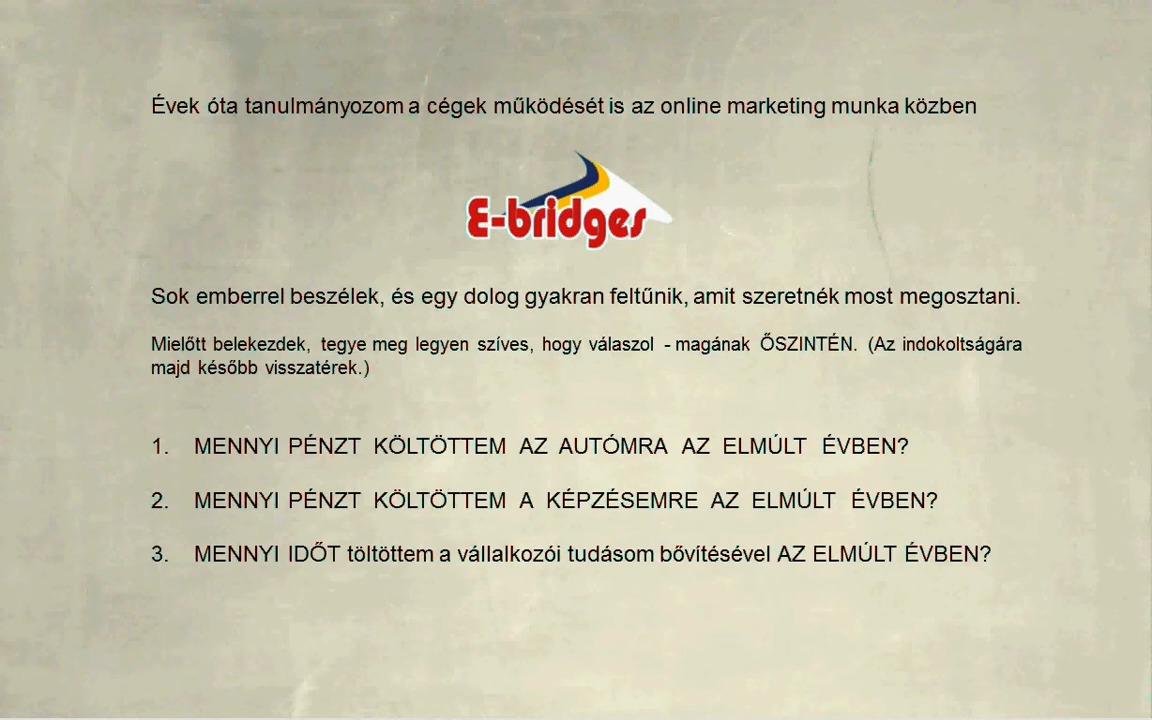 Évek óta tanulmányozom a cégek működését is az online marketing munka közben
E-bridges
Sok emberrel beszélek, és egy dolog gyakran feltűnik, amit szeretnék most megosztani.
Mielőtt belekezdek, tegye meg legyen szíves, hogy válaszol - magának ŐSZINTÉN. (Az indokoltságára
majd később visszatérek.)
1. MENNYI PÉNZT KÖLTÖTTEM AZ AUTÓMRA AZ ELMÚLT ÉVBEN?
2. MENNYI PÉNZT KÖLTÖTTEM A KÉPZÉSEMRE AZ ELMÚLT ÉVBEN?
3. MENNYI IDŐT töltöttem a vállalkozói tudásom bővítésével AZ ELMÚLT ÉVBEN?